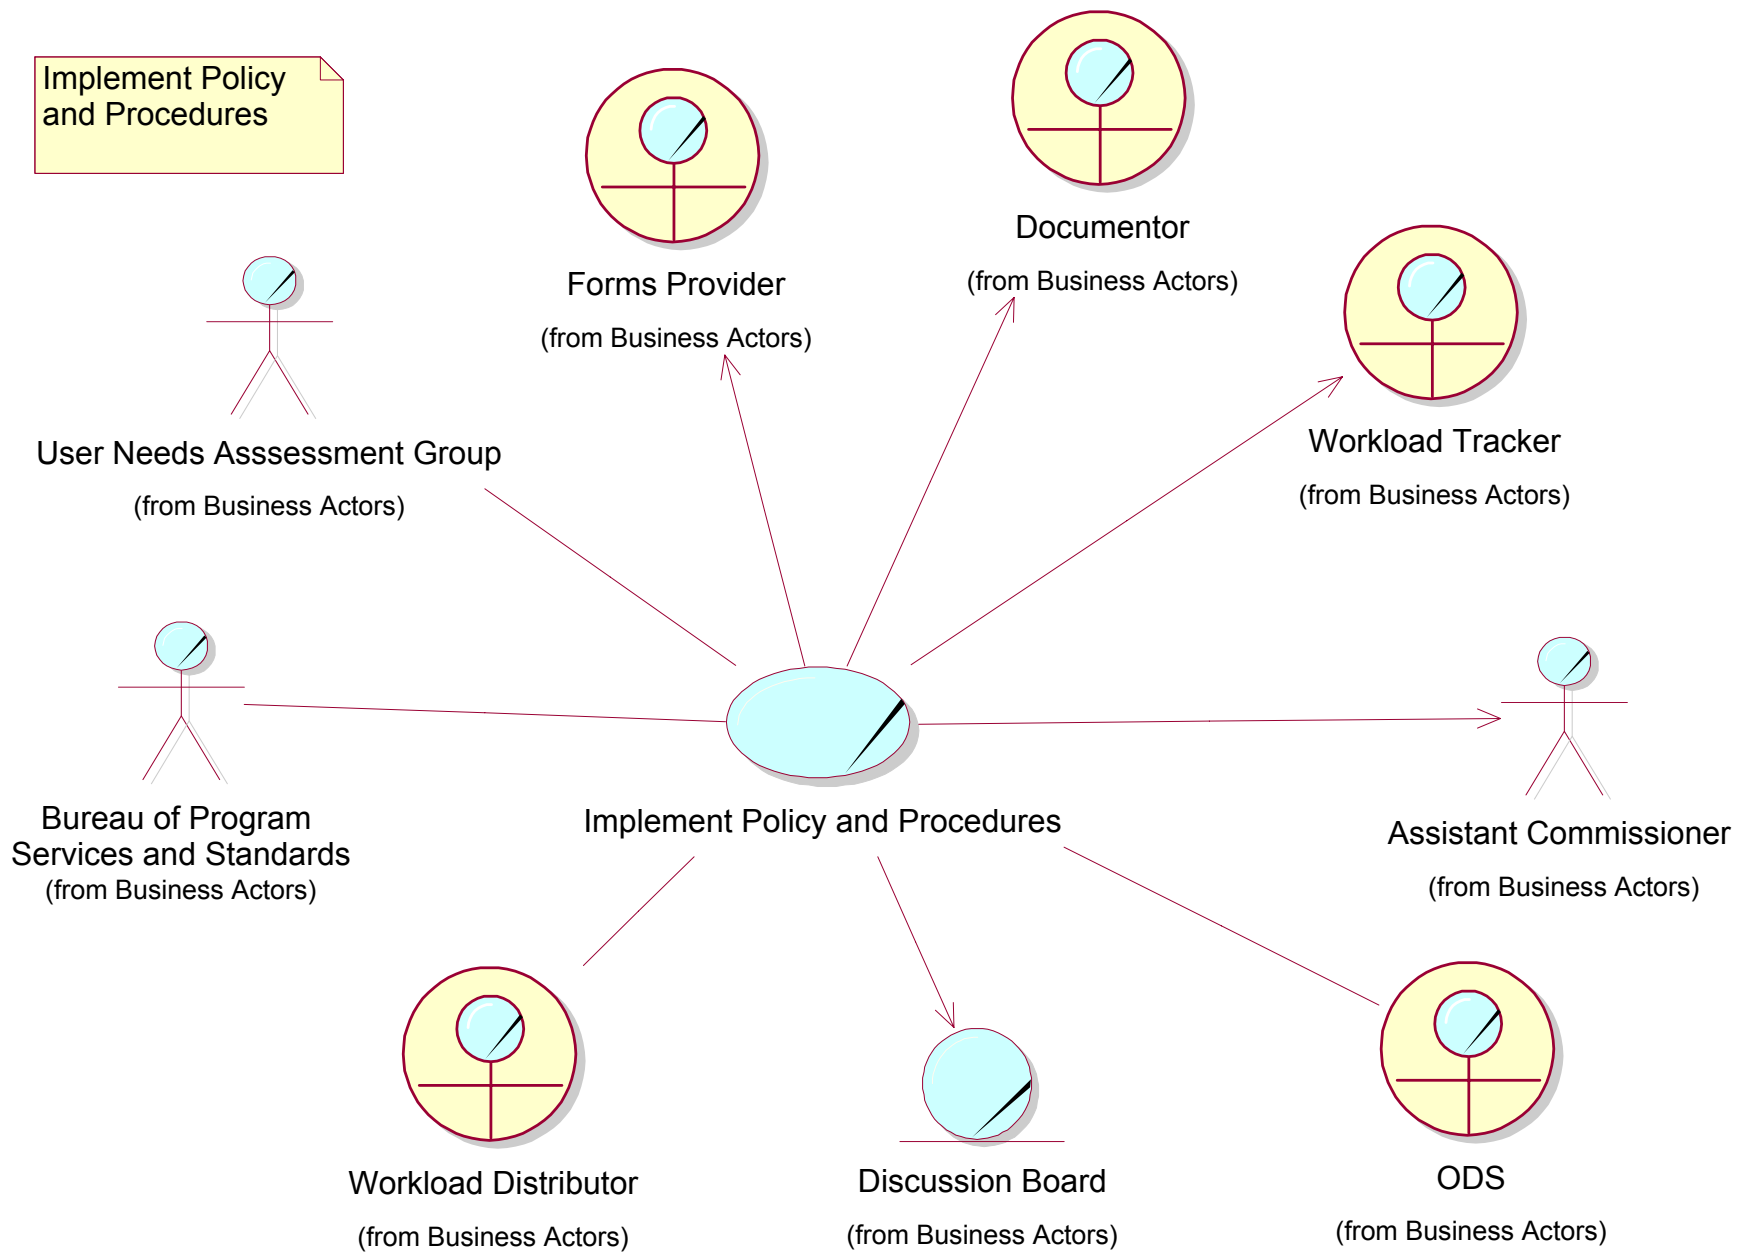 Implement Policy
and Procedures
Documentor
(from Business Actors)
Forms Provider
(from Business Actors)
Workload Tracker
(from Business Actors)
User Needs Asssessment Group
(from Business Actors)
Bureau of Program
Services and Standards
(from Business Actors)
Implement Policy and Procedures
Assistant Commissioner
(from Business Actors)
Workload Distributor
(from Business Actors)
Discussion Board
(from Business Actors)
ODS
(from Business Actors)